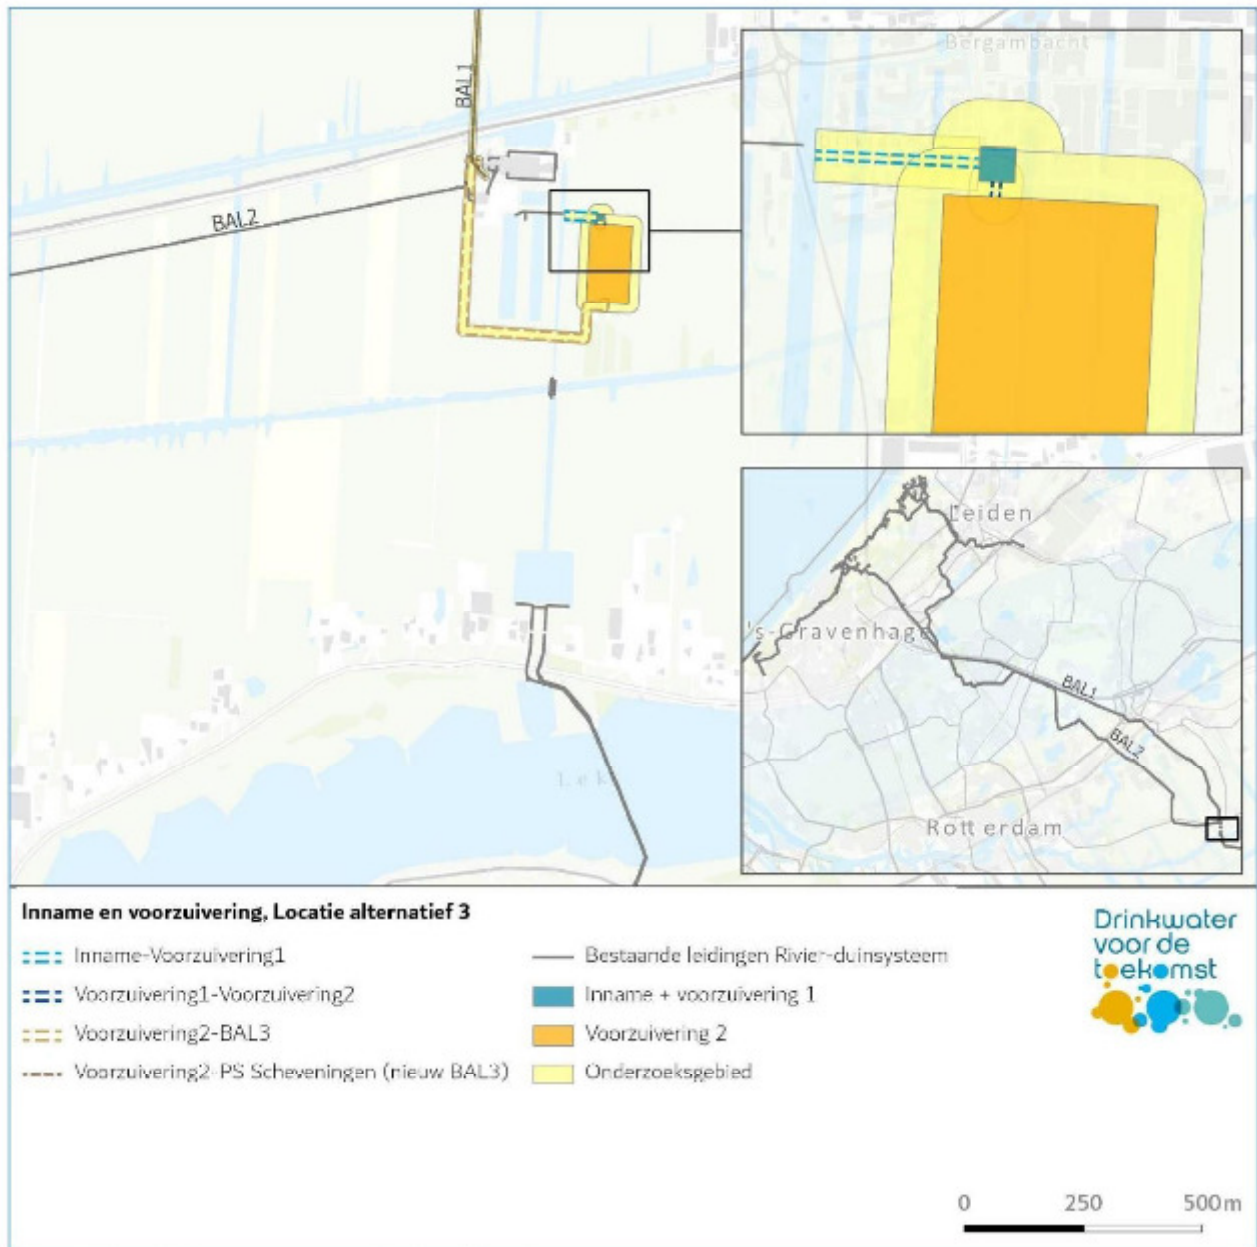 Bergambacht
BAL1
BAL2
Leiden
's-Gravenhage
BAL1
BAL2
Rotterdam
Lek
Inname en voorzuivering, Locatie alternatief 3
Inname-Voorzuivering1
Voorzuivering1-Voorzuivering2
Voorzuivering2-BAL3
Voorzuivering2-PS Scheveningen (nieuw BAL3)
Bestaande leidingen Rivier-duinsysteem
Inname + voorzuivering 1
Voorzuivering 2
Onderzoeksgebied
Drinkwater
voor de
toekomst
0 250 500m